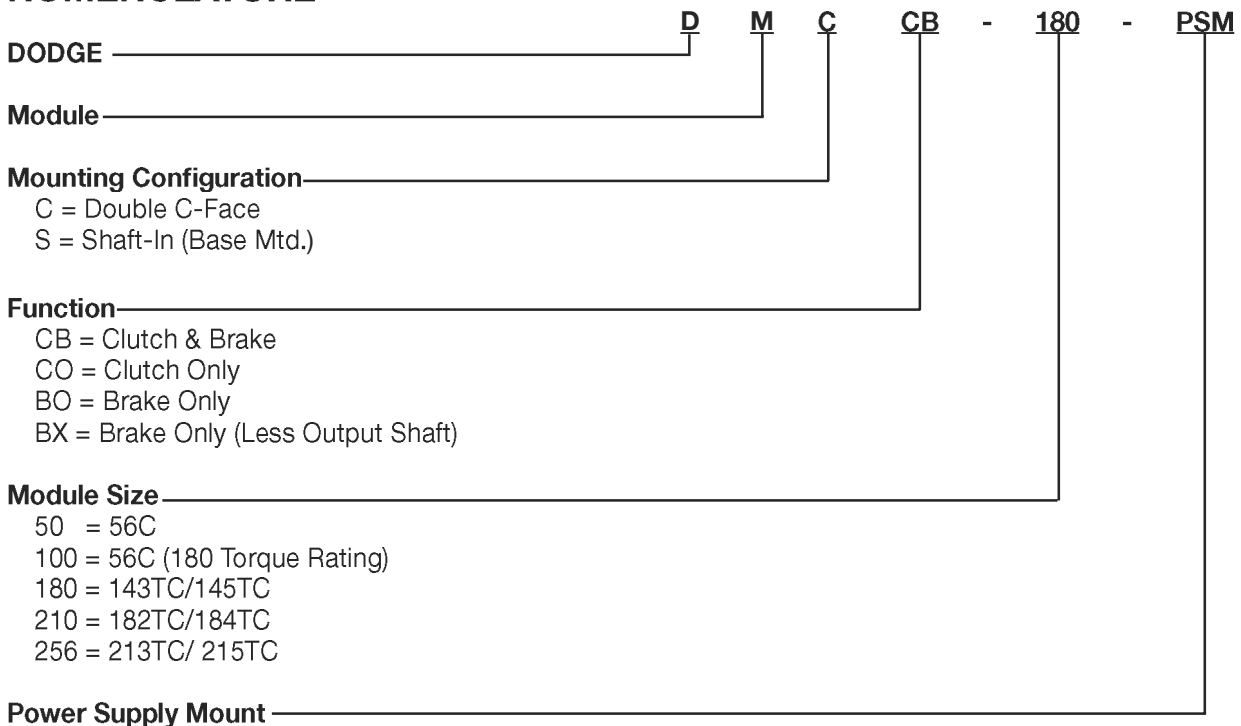 NOMENCLATURE
D M C CB - 180 - PSM
DODGE
Module
Mounting Configuration
C = Double C-Face
S = Shaft-In (Base Mtd.)
Function
CB = Clutch & Brake
CO = Clutch Only
BO = Brake Only
BX = Brake Only (Less Output Shaft)
Module Size
50 = 56C
100 = 56C (180 Torque Rating)
180 = 143TC/145TC
210 = 182TC/184TC
256 = 213TC/ 215TC
Power Supply Mount